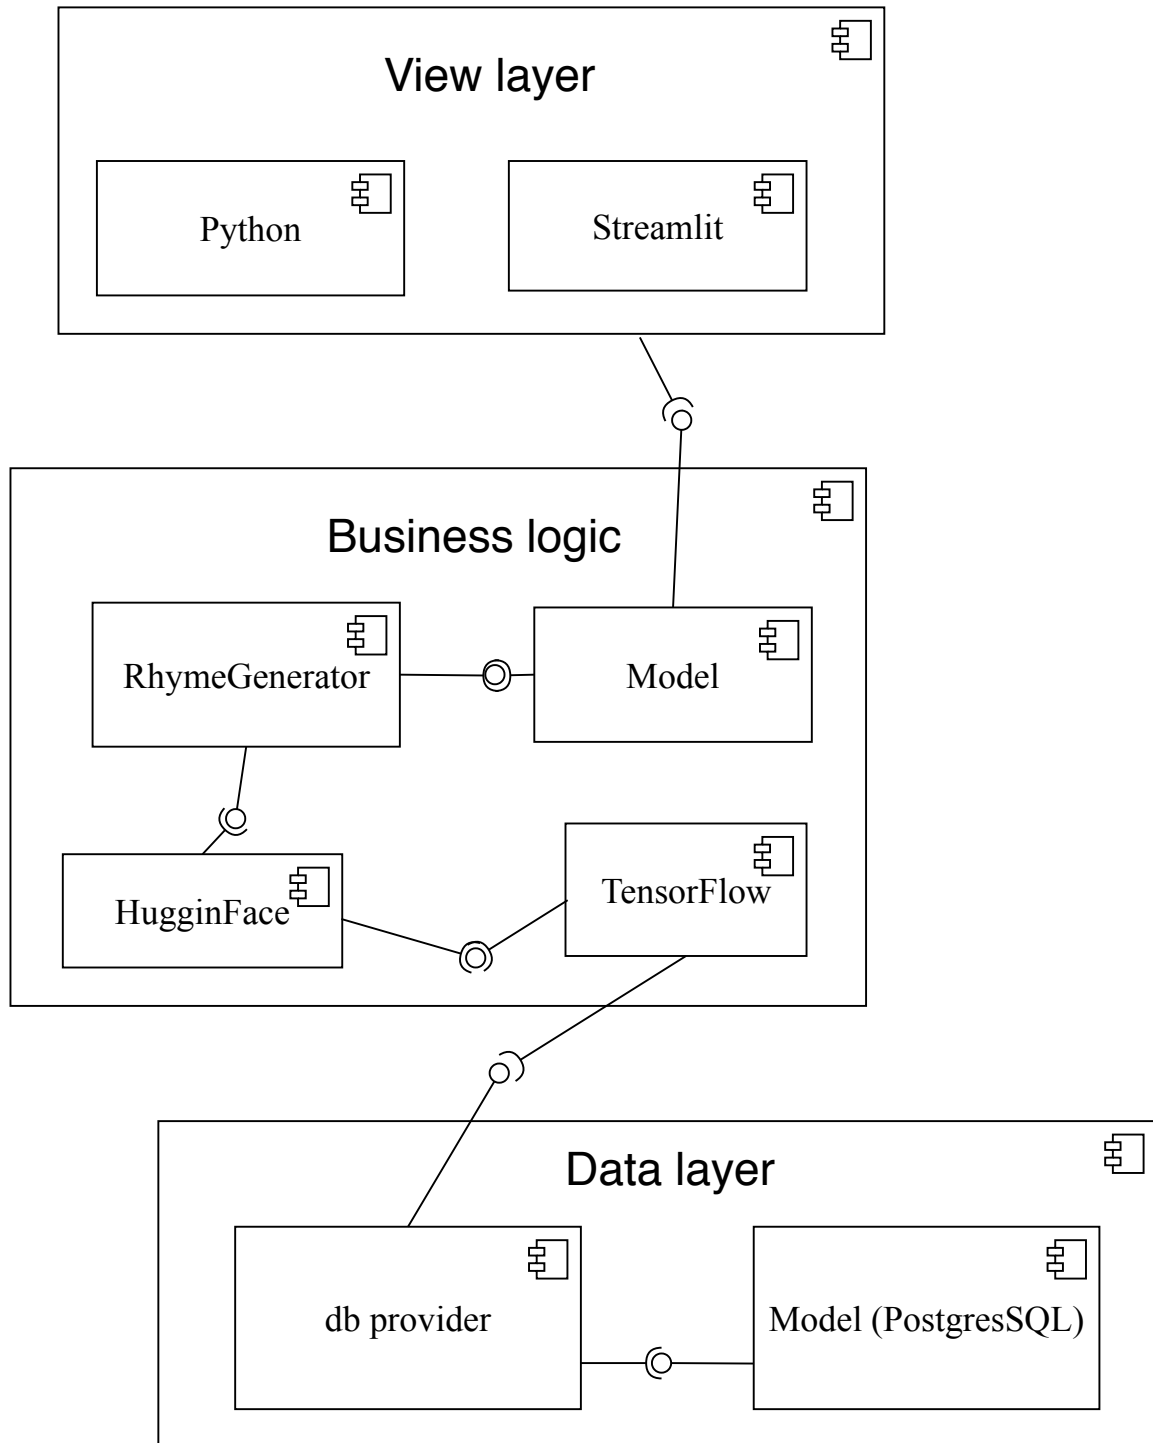 View layer
Python
Streamlit
Business logic
RhymeGenerator
Model
HugginFace
TensorFlow
Data layer
db provider
Model (PostgresSQL)